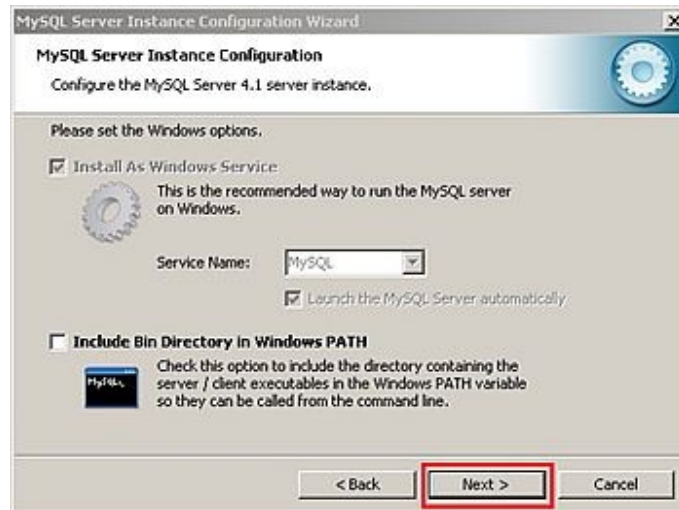 MySQL Server Instance Configuration Wizard
MySQL Server Instance Configuration
Configure the MySQL Server 4.1 server instance.
Please set the Windows options.
Install As Windows Service
This is the recommended way to run the MySQL server
on Windows.
Service Name:
MySQL
Launch the MySQL Server automatically
Include Bin Directory in Windows PATH
Check this option to include the directory containing the
server / client executables in the Windows PATH variable
so they can be called from the command line.
< Back
Next >
Cancel